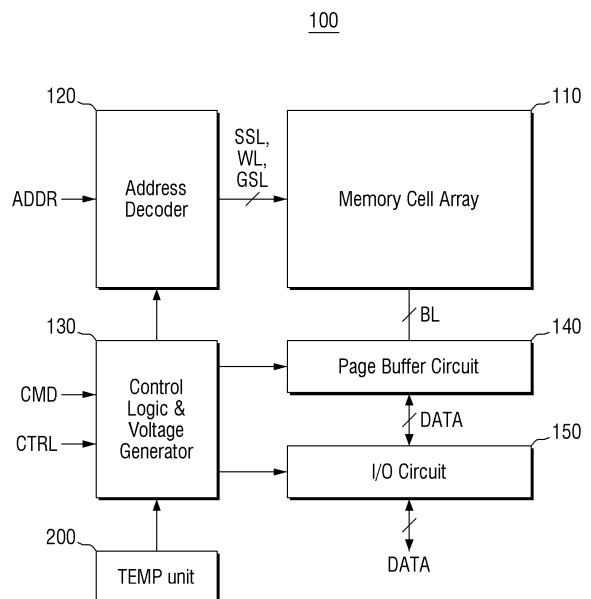 100
120
110
SSL,
WL,
GSL
ADDR
Address
Decoder
Memory Cell Array
BL
130
140
Page Buffer Circuit
CMD
CTRL
Control
Logic &
Voltage
Generator
DATA
150
I/O Circuit
200
TEMP unit
DATA